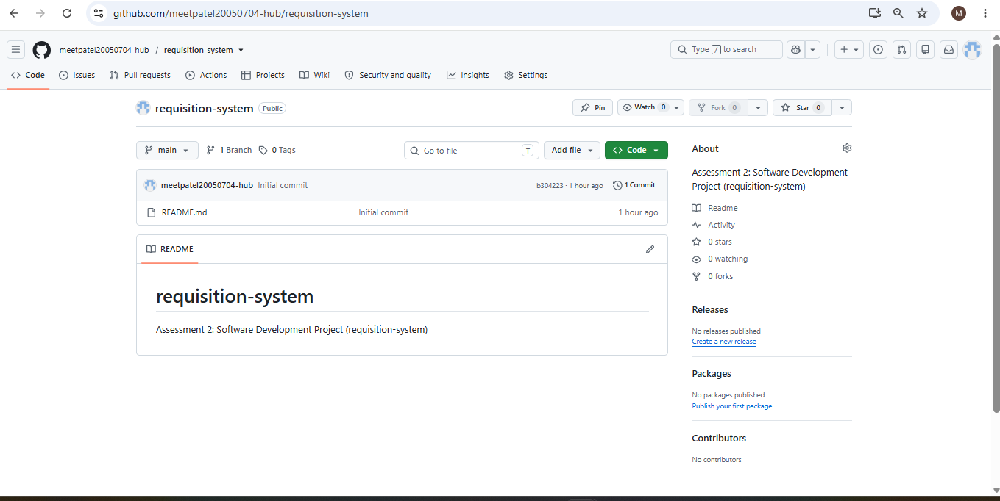 github.com/meetpatel20050704-hub/requisition-system
M
meetpatel20050704-hub / requisition-system
Type / to search
Code Issues Pull requests Actions Projects Wiki Security and quality Insights Settings
requisition-system Public
Pin Watch 0 Fork 0 Star 0
main 1 Branch 0 Tags Go to file T Add file Code
meetpatel20050704-hub Initial commit b304223 · 1 hour ago 1 Commit
README.md Initial commit 1 hour ago
README
requisition-system
Assessment 2: Software Development Project (requisition-system)
About
Assessment 2: Software Development
Project (requisition-system)
Readme
Activity
0 stars
0 watching
0 forks
Releases
No releases published
Create a new release
Packages
No packages published
Publish your first package
Contributors
No contributors